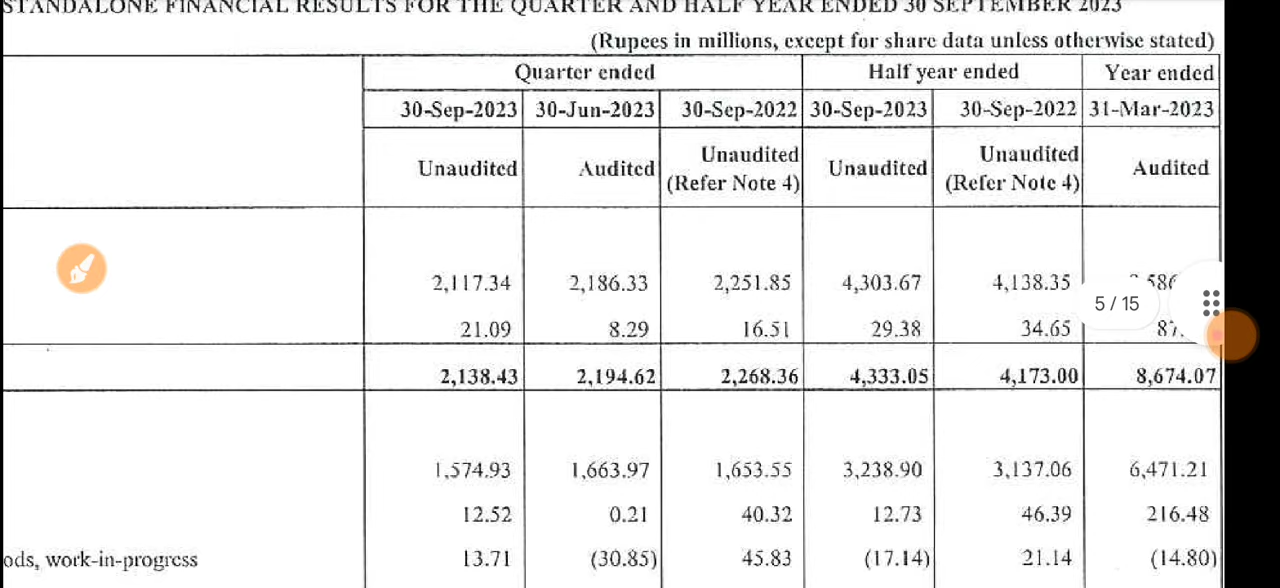 STANDALONE FINANCIAL RESULTS FOR THE QUARTER AND HALF YEAR ENDED 30 SEPTEMBER 2023
(Rupees in millions, except for share data unless otherwise stated)
Quarter ended Half year ended Year ended
30-Sep-2023 30-Jun-2023 30-Sep-2022 30-Sep-2023 30-Sep-2022 31-Mar-2023
Unaudited Audited Unaudited (Refer Note 4) Unaudited Unaudited (Refer Note 4) Audited
2,117.34 2,186.33 2,251.85 4,303.67 4,138.35
5 / 15
21.09 8.29 16.51 29.38 34.65
2,138.43 2,194.62 2,268.36 4,333.05 4,173.00 8,674.07
1,574.93 1,663.97 1,653.55 3,238.90 3,137.06 6,471.21
12.52 0.21 40.32 12.73 46.39 216.48
ods, work-in-progress 13.71 (30.85) 45.83 (17.14) 21.14 (14.80)